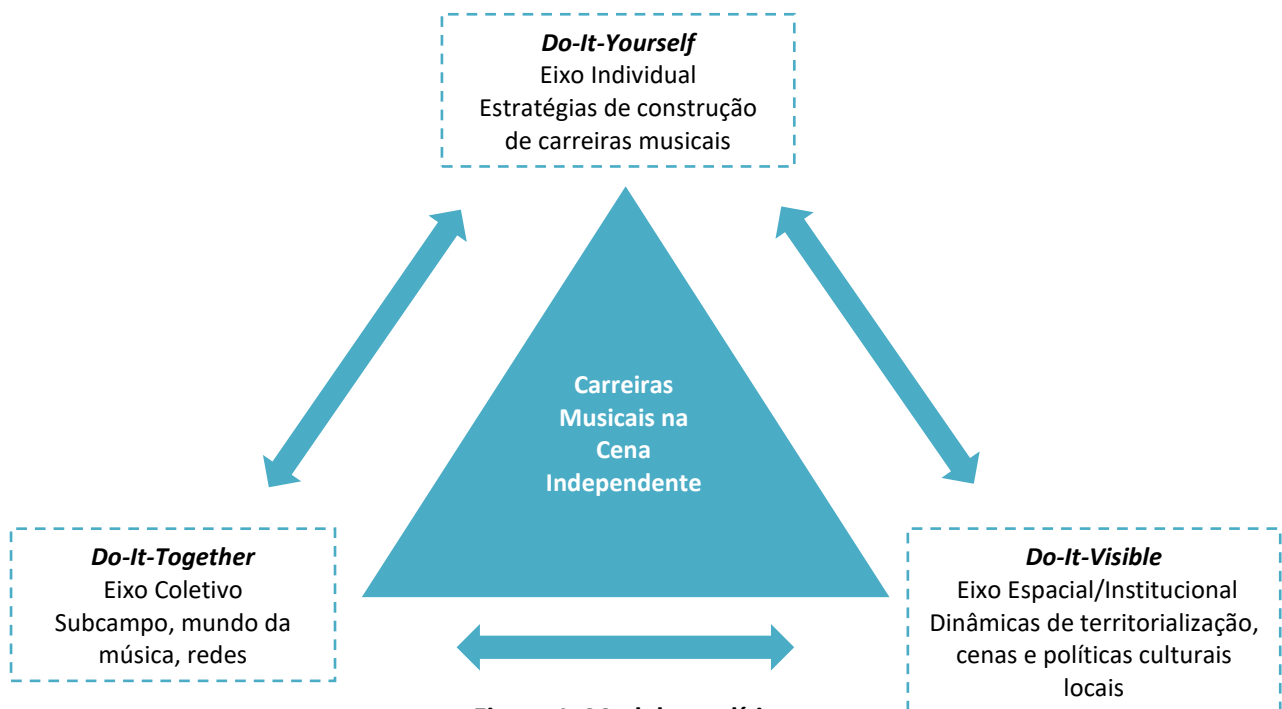 Do-It-Yourself
Eixo Individual
Estratégias de construção
de carreiras musicais
Carreiras
Musicais na
Cena
Independente
Do-It-Together
Eixo Coletivo
Subcampo, mundo da
música, redes
Do-It-Visible
Eixo Espacial/Institucional
Dinâmicas de territorialização,
cenas e políticas culturais
locais